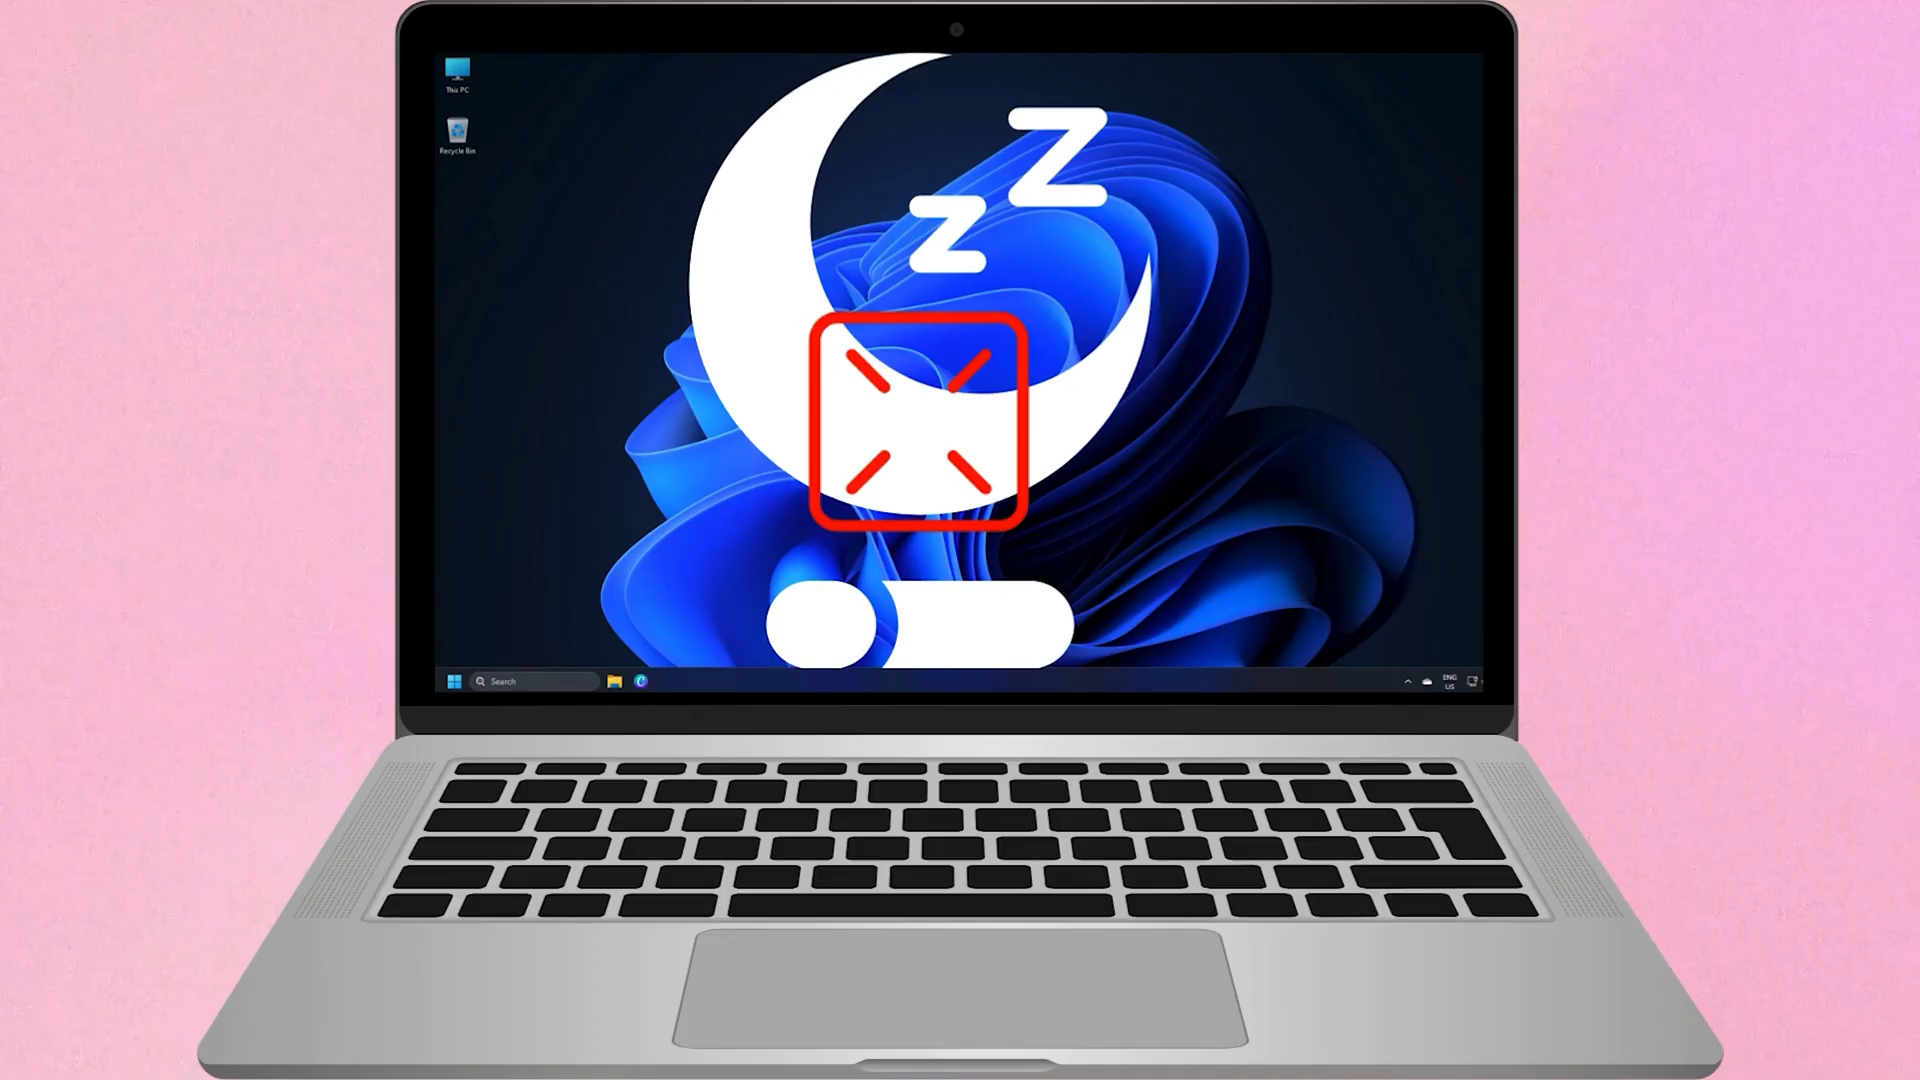 This PC
Z
Z
Recycle Bin
Search
ENG
US